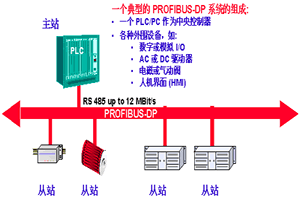 一个典型的 PROFIBUS-DP 系统的组成:
• 一个 PLC/PC 作为中央控制器
• 各种外围设备，如:
• 数字或模拟 I/O
• AC 或 DC 驱动器
• 电磁或气动阀
• 人机界面 (HMI)
主站
PLC
RS 485 up to 12 MBit/s
PROFIBUS-DP
从站
从站
从站
从站